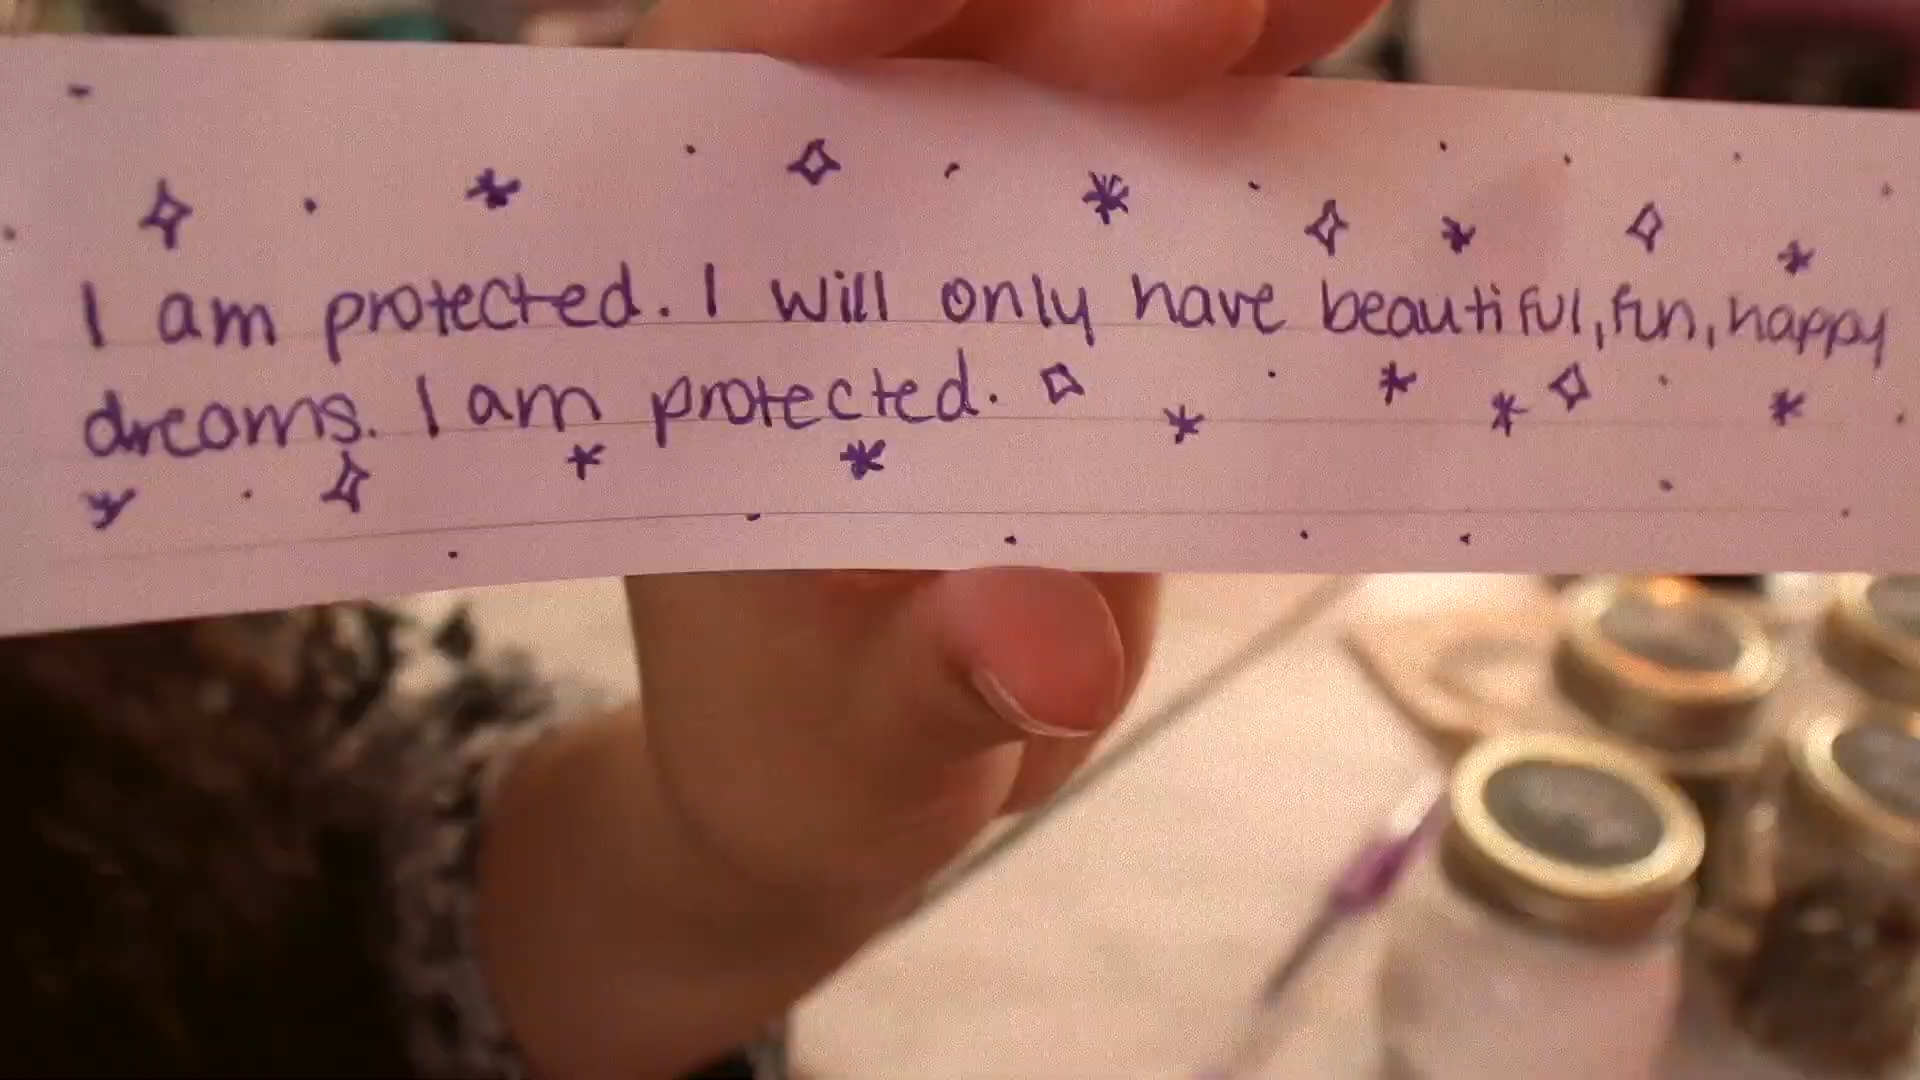 I am protected. I will only have beautiful, fun, happy
dreams. I am protected.